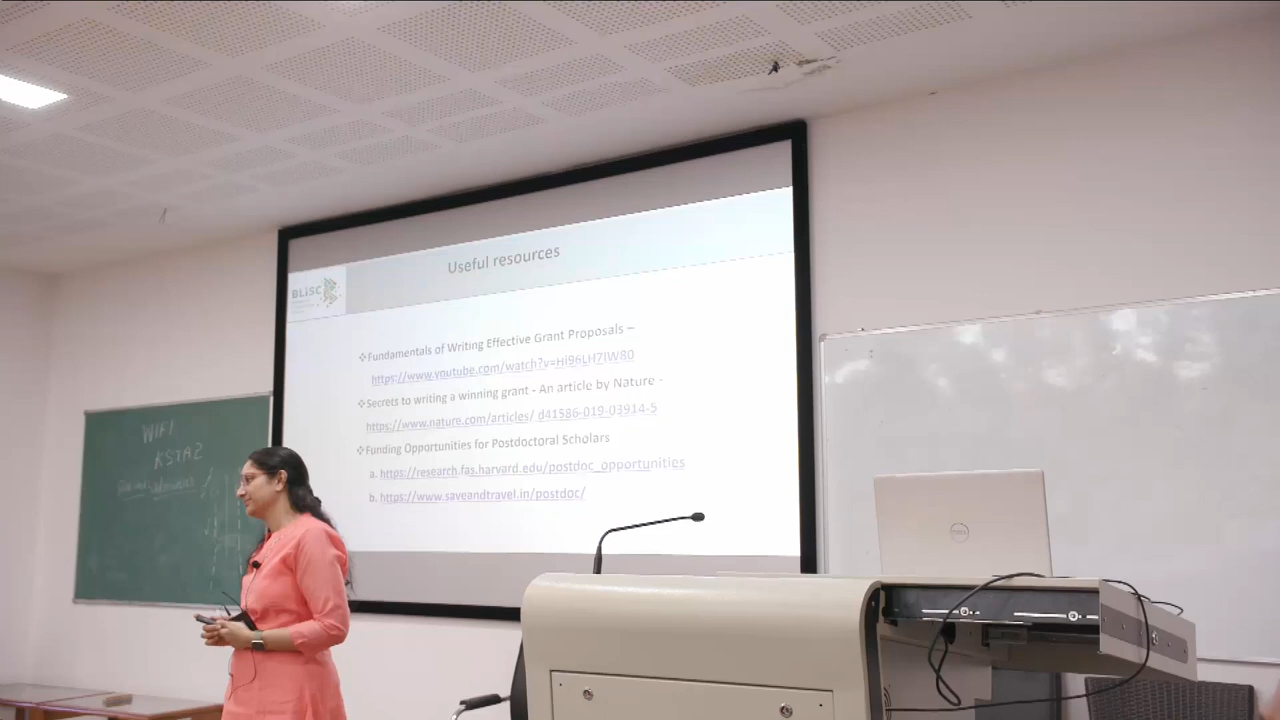 Useful resources
BLiSC
❖Fundamentals of Writing Effective Grant Proposals –
https://www.youtube.com/watch?v=Hi96LH7IW80
❖Secrets to writing a winning grant - An article by Nature -
https://www.nature.com/articles/ d41586-019-03914-5
❖Funding Opportunities for Postdoctoral Scholars
a. https://research.fas.harvard.edu/postdoc_opportunities
b. https://www.saveandtravel.in/postdoc/
WIFI
DELL